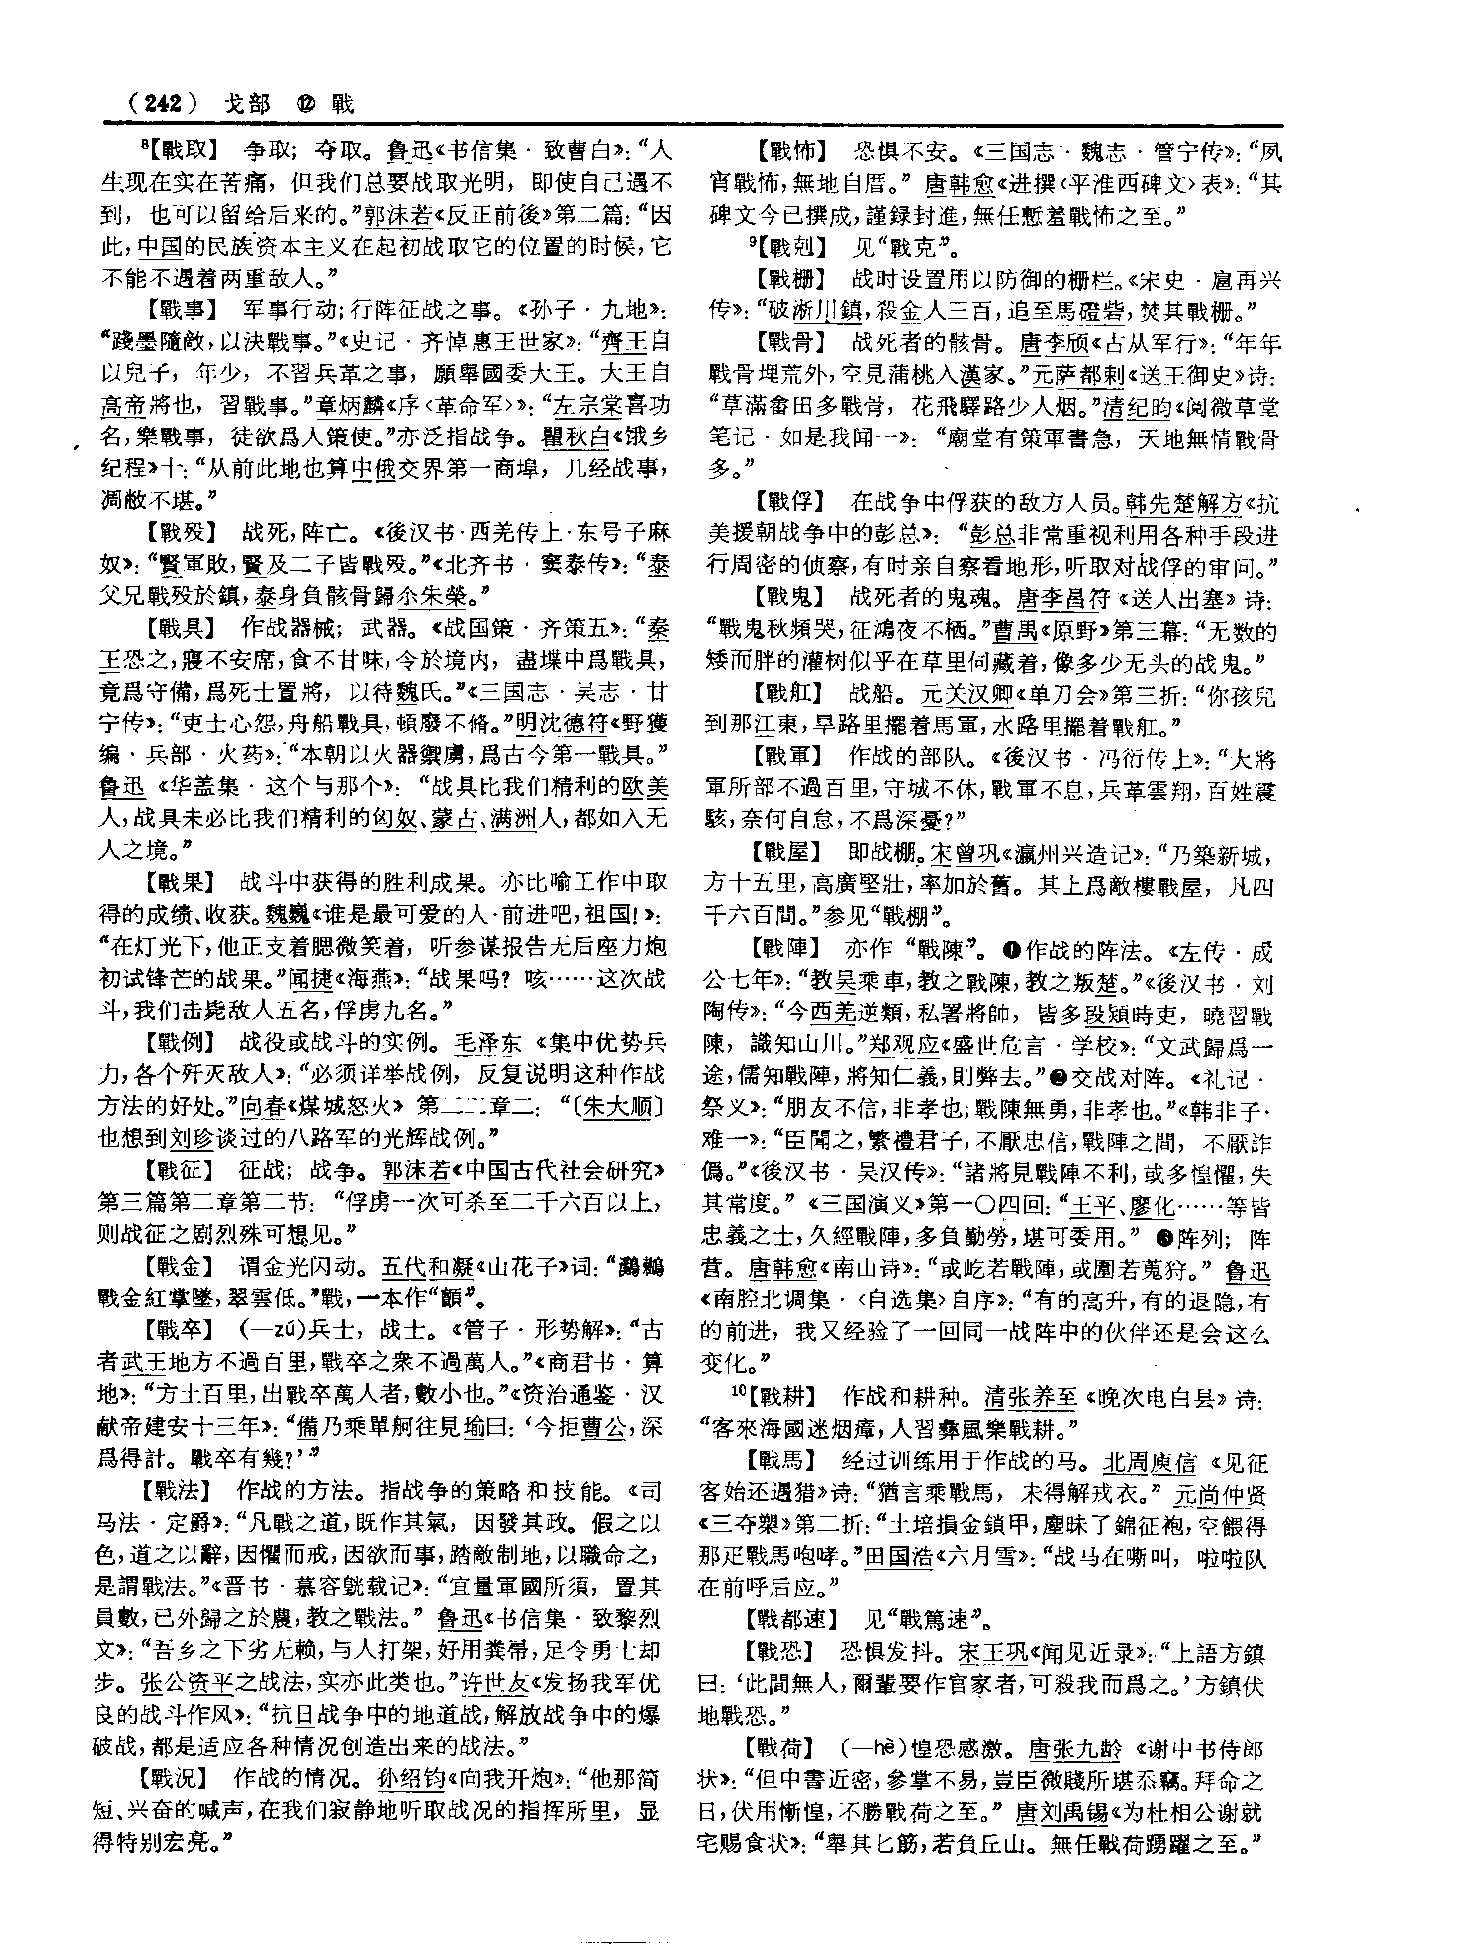 (242) 戈部 ⑫ 戰
⁸【戰取】 争取；夺取。鲁迅《书信集·致曹白》：“人
生现在实在苦痛，但我们总要战取光明，即使自己遇不
到，也可以留给后来的。”郭沫若《反正前後》第二篇：“因
此，中国的民族资本主义在起初战取它的位置的时候，它
不能不遇着两重敌人。”
【戰事】 军事行动；行阵征战之事。《孙子·九地》：
“踐墨隨敵，以決戰事。”《史记·齐悼惠王世家》：“齊王自
以兒子，年少，不習兵革之事，願舉國委大王。大王自
高帝將也，習戰事。”章炳麟《序〈革命军〉》：“左宗棠喜功
名，樂戰事，徒欲爲人策使。”亦泛指战争。瞿秋白《饿乡
纪程》十：“从前此地也算中俄交界第一商埠，几经战事，
凋敝不堪。”
【戰殁】 战死，阵亡。《後汉书·西羌传上·东号子麻
奴》：“賢軍敗，賢及二子皆戰殁。”《北齐书·窦泰传》：“泰
父兄戰殁於鎮，泰身負骸骨歸尒朱榮。”
【戰具】 作战器械；武器。《战国策·齐策五》：“秦
王恐之，寢不安席，食不甘味，令於境内，盡堞中爲戰具，
竟爲守備，爲死士置將，以待魏氏。”《三国志·吴志·甘
宁传》：“吏士心怨，舟船戰具，頓廢不脩。”明沈德符《野獲
编·兵部·火药》：“本朝以火器禦虜，爲古今第一戰具。”
鲁迅《华盖集·这个与那个》：“战具比我们精利的欧美
人，战具未必比我们精利的匈奴、蒙古、满洲人，都如入无
人之境。”
【戰果】 战斗中获得的胜利成果。亦比喻工作中取
得的成绩、收获。魏巍《谁是最可爱的人·前进吧，祖国！》：
“在灯光下，他正支着腮微笑着，听参谋报告无后座力炮
初试锋芒的战果。”闻捷《海燕》：“战果吗？咳……这次战
斗，我们击毙敌人五名，俘虏九名。”
【戰例】 战役或战斗的实例。毛泽东《集中优势兵
力，各个歼灭敌人》：“必须详举战例，反复说明这种作战
方法的好处。”向春《煤城怒火》第二二章二：“〔朱大顺〕
也想到刘珍谈过的八路军的光辉战例。”
【戰征】 征战；战争。郭沫若《中国古代社会研究》
第三篇第二章第二节：“俘虏一次可杀至二千六百以上，
则战征之剧烈殊可想见。”
【戰金】 谓金光闪动。五代和凝《山花子》词：“鸂鶒
戰金紅掌墜，翠雲低。”戰，一本作“顫”。
【戰卒】 （—zú）兵士，战士。《管子·形势解》：“古
者武王地方不過百里，戰卒之衆不過萬人。”《商君书·算
地》：“方土百里，出戰卒萬人者，數小也。”《资治通鉴·汉
献帝建安十三年》：“備乃乘單舸往見瑜曰：‘今拒曹公，深
爲得計。戰卒有幾？’”
【戰法】 作战的方法。指战争的策略和技能。《司
马法·定爵》：“凡戰之道，既作其氣，因發其政。假之以
色，道之以辭，因懼而戒，因欲而事，蹈敵制地，以職命之，
是謂戰法。”《晋书·慕容皝载记》：“宜量軍國所須，置其
員數，已外歸之於農，教之戰法。”鲁迅《书信集·致黎烈
文》：“吾乡之下劣无赖，与人打架，好用粪帚，足令勇士却
步。张公资平之战法，实亦此类也。”许世友《发扬我军优
良的战斗作风》：“抗日战争中的地道战，解放战争中的爆
破战，都是适应各种情况创造出来的战法。”
【戰況】 作战的情况。孙绍钧《向我开炮》：“他那简
短、兴奋的喊声，在我们寂静地听取战况的指挥所里，显
得特别宏亮。”
【戰怖】 恐惧不安。《三国志·魏志·管宁传》：“夙
宵戰怖，無地自厝。”唐韩愈《进撰〈平淮西碑文〉表》：“其
碑文今已撰成，謹録封進，無任慙羞戰怖之至。”
⁹【戰剋】 见“戰克”。
【戰栅】 战时设置用以防御的栅栏。《宋史·扈再兴
传》：“破淅川鎮，殺金人三百，追至馬磴砦，焚其戰栅。”
【戰骨】 战死者的骸骨。唐李颀《古从军行》：“年年
戰骨埋荒外，空見蒲桃入漢家。”元萨都剌《送王御史》诗：
“草滿畬田多戰骨，花飛驛路少人烟。”清纪昀《阅微草堂
笔记·如是我闻一》：“廟堂有策軍書急，天地無情戰骨
多。”
【戰俘】 在战争中俘获的敌方人员。韩先楚解方《抗
美援朝战争中的彭总》：“彭总非常重视利用各种手段进
行周密的侦察，有时亲自察看地形，听取对战俘的审问。”
【戰鬼】 战死者的鬼魂。唐李昌符《送人出塞》诗：
“戰鬼秋頻哭，征鴻夜不栖。”曹禺《原野》第三幕：“无数的
矮而胖的灌树似乎在草里伺藏着，像多少无头的战鬼。”
【戰舡】 战船。元关汉卿《单刀会》第三折：“你孩兒
到那江東，旱路里擺着馬軍，水路里擺着戰舡。”
【戰軍】 作战的部队。《後汉书·冯衍传上》：“大將
軍所部不過百里，守城不休，戰軍不息，兵革雲翔，百姓震
駭，奈何自怠，不爲深憂？”
【戰屋】 即战棚。宋曾巩《瀛州兴造记》：“乃築新城，
方十五里，高廣堅壯，率加於舊。其上爲敵樓戰屋，凡四
千六百間。”参见“戰棚”。
【戰陣】 亦作“戰陳”。❶作战的阵法。《左传·成
公七年》：“教吴乘車，教之戰陳，教之叛楚。”《後汉书·刘
陶传》：“今西羌逆類，私署將帥，皆多段熲時吏，曉習戰
陳，識知山川。”郑观应《盛世危言·学校》：“文武歸爲一
途，儒知戰陣，將知仁義，則弊去。”❷交战对阵。《礼记·
祭义》：“朋友不信，非孝也；戰陳無勇，非孝也。”《韩非子·
难一》：“臣聞之，繁禮君子，不厭忠信，戰陣之間，不厭詐
僞。”《後汉书·吴汉传》：“諸將見戰陣不利，或多惶懼，失
其常度。”《三国演义》第一〇四回：“王平、廖化……等皆
忠義之士，久經戰陣，多負勤勞，堪可委用。”❸阵列；阵
营。唐韩愈《南山诗》：“或屹若戰陣，或圍若蒐狩。”鲁迅
《南腔北调集·〈自选集〉自序》：“有的高升，有的退隐，有
的前进，我又经验了一回同一战阵中的伙伴还是会这么
变化。”
¹⁰【戰耕】 作战和耕种。清张养至《晚次电白县》诗：
“客來海國迷烟瘴，人習彝風樂戰耕。”
【戰馬】 经过训练用于作战的马。北周庾信《见征
客始还遇猎》诗：“猶言乘戰馬，未得解戎衣。”元尚仲贤
《三夺槊》第二折：“土培損金鎖甲，塵昧了錦征袍，空餵得
那疋戰馬咆哮。”田国浩《六月雪》：“战马在嘶叫，啦啦队
在前呼后应。”
【戰都速】 见“戰篤速”。
【戰恐】 恐惧发抖。宋王巩《闻见近录》：“上語方鎮
曰：‘此間無人，爾輩要作官家者，可殺我而爲之。’方鎮伏
地戰恐。”
【戰荷】 （—hè）惶恐感激。唐张九龄《谢中书侍郎
状》：“但中書近密，參掌不易，豈臣微賤所堪忝竊。拜命之
日，伏用慚惶，不勝戰荷之至。”唐刘禹锡《为杜相公谢就
宅赐食状》：“舉其匕筯，若負丘山。無任戰荷踴躍之至。”